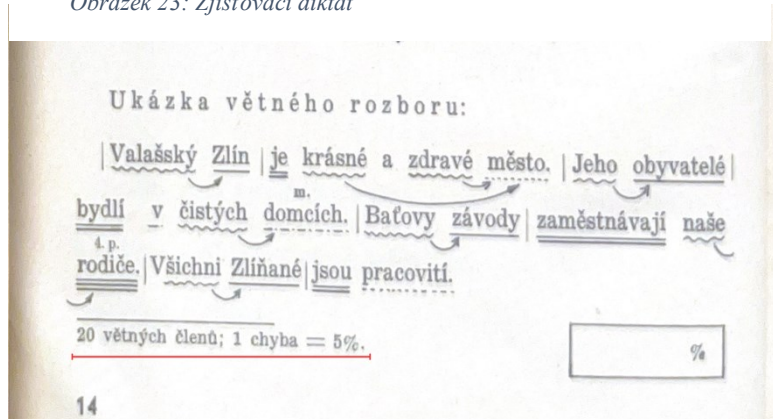 Obrázek 23: Zjišťovací diktát
Ukázka větného rozboru:
|Valašský Zlín | je krásné a zdravé město. | Jeho obyvatelé |
m.
bydlí v čistých domcích. | Baťovy závody | zaměstnávají naše
4. p.
rodiče. | Všichni Zlíňané | jsou pracovití.
20 větných členů; 1 chyba = 5%.
%
14